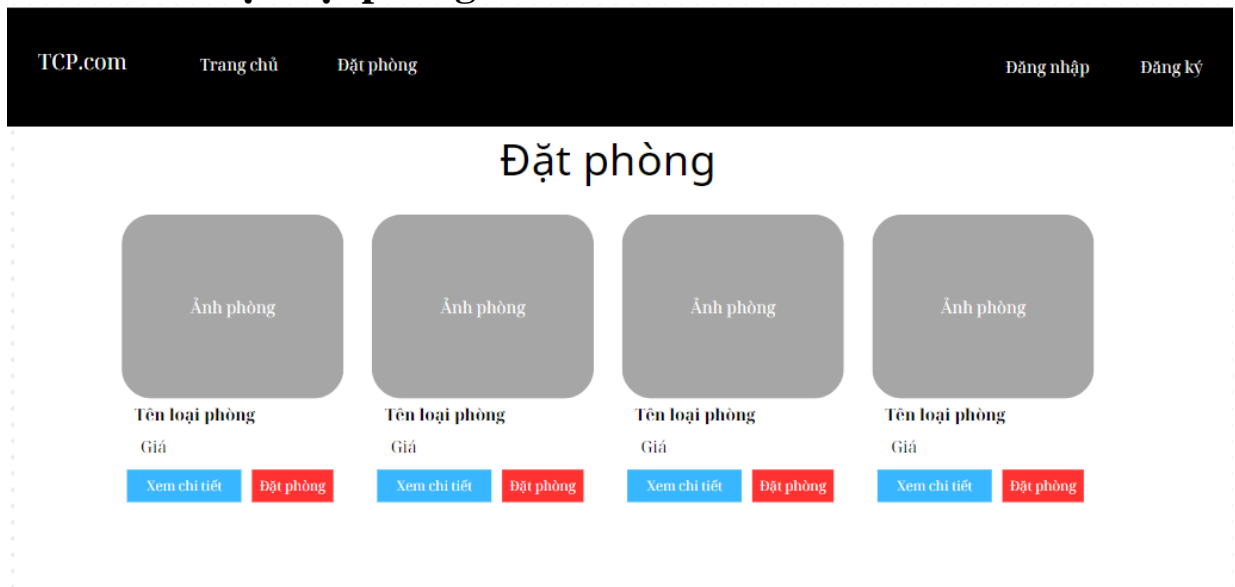 TCP.com Trang chủ Đặt phòng Đăng nhập Đăng ký
Đặt phòng
Ảnh phòng Ảnh phòng Ảnh phòng Ảnh phòng
Tên loại phòng Tên loại phòng Tên loại phòng Tên loại phòng
Giá Giá Giá Giá
Xem chi tiết Đặt phòng Xem chi tiết Đặt phòng Xem chi tiết Đặt phòng Xem chi tiết Đặt phòng